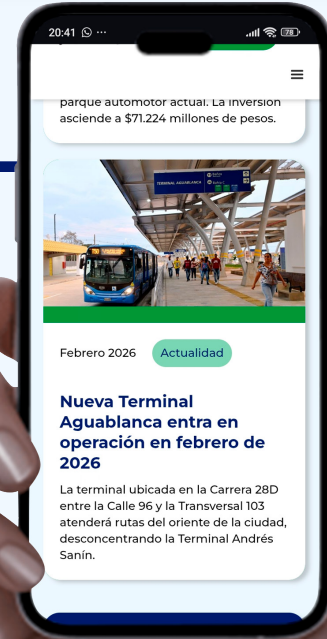 20:41
78
parque automotor actual. La inversión
asciende a $71.224 millones de pesos.
TERMINAL AGUABLANCA
Febrero 2026
Actualidad
Nueva Terminal
Aguablanca entra en
operación en febrero de
2026
La terminal ubicada en la Carrera 28D
entre la Calle 96 y la Transversal 103
atenderá rutas del oriente de la ciudad,
desconcentrando la Terminal Andrés
Sanín.